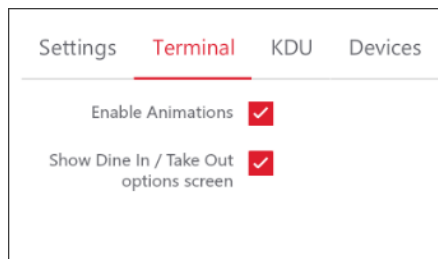 Settings Terminal KDU Devices
Enable Animations
Show Dine In / Take Out
options screen